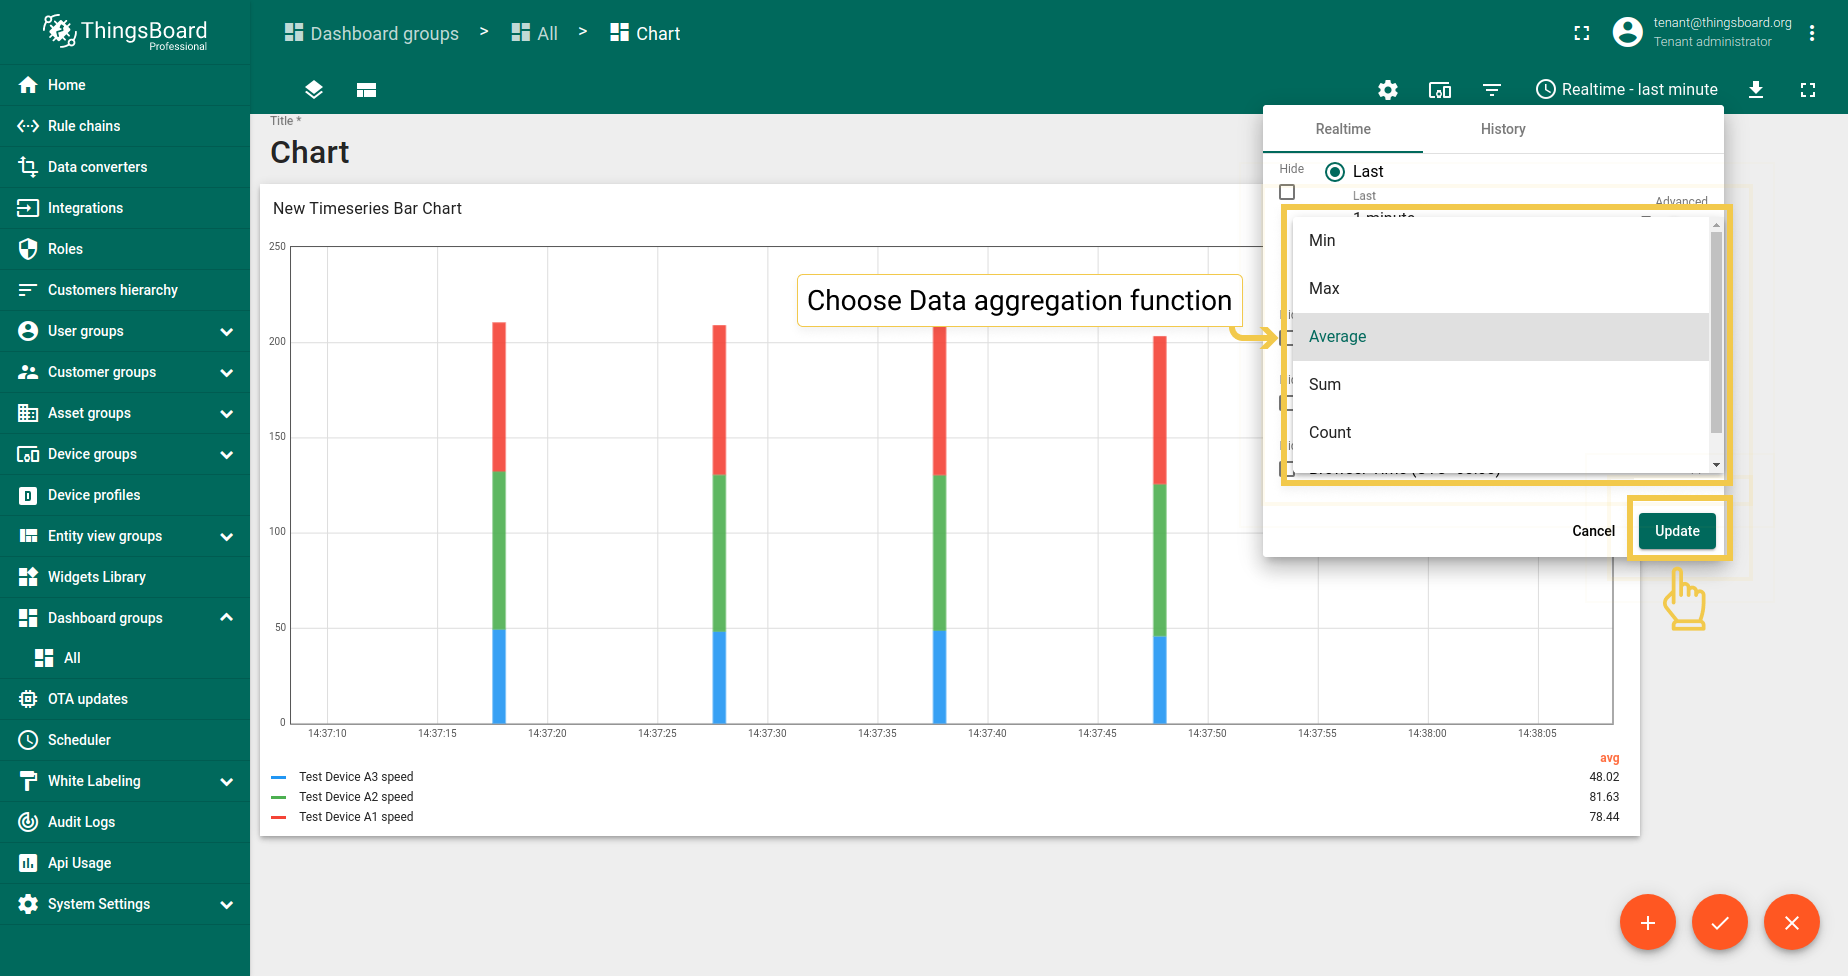 ThingsBoard
Professional
Dashboard groups > All > Chart
tenant@thingsboard.org
Tenant administrator
Home
Rule chains
Data converters
Integrations
Roles
Customers hierarchy
User groups
Customer groups
Asset groups
Device groups
Device profiles
Entity view groups
Widgets Library
Dashboard groups
All
OTA updates
Scheduler
White Labeling
Audit Logs
Api Usage
System Settings
Realtime - last minute
Title *
Chart
New Timeseries Bar Chart
250
200
150
100
50
0
14:37:10
14:37:15
14:37:20
14:37:25
14:37:30
14:37:35
14:37:40
14:37:45
14:37:50
14:37:55
14:38:00
14:38:05
avg
Test Device A3 speed 48.02
Test Device A2 speed 81.63
Test Device A1 speed 78.44
Choose Data aggregation function
Realtime
History
Hide
Last
Last
Advanced
1 minute
Min
Max
Average
Sum
Count
Cancel
Update